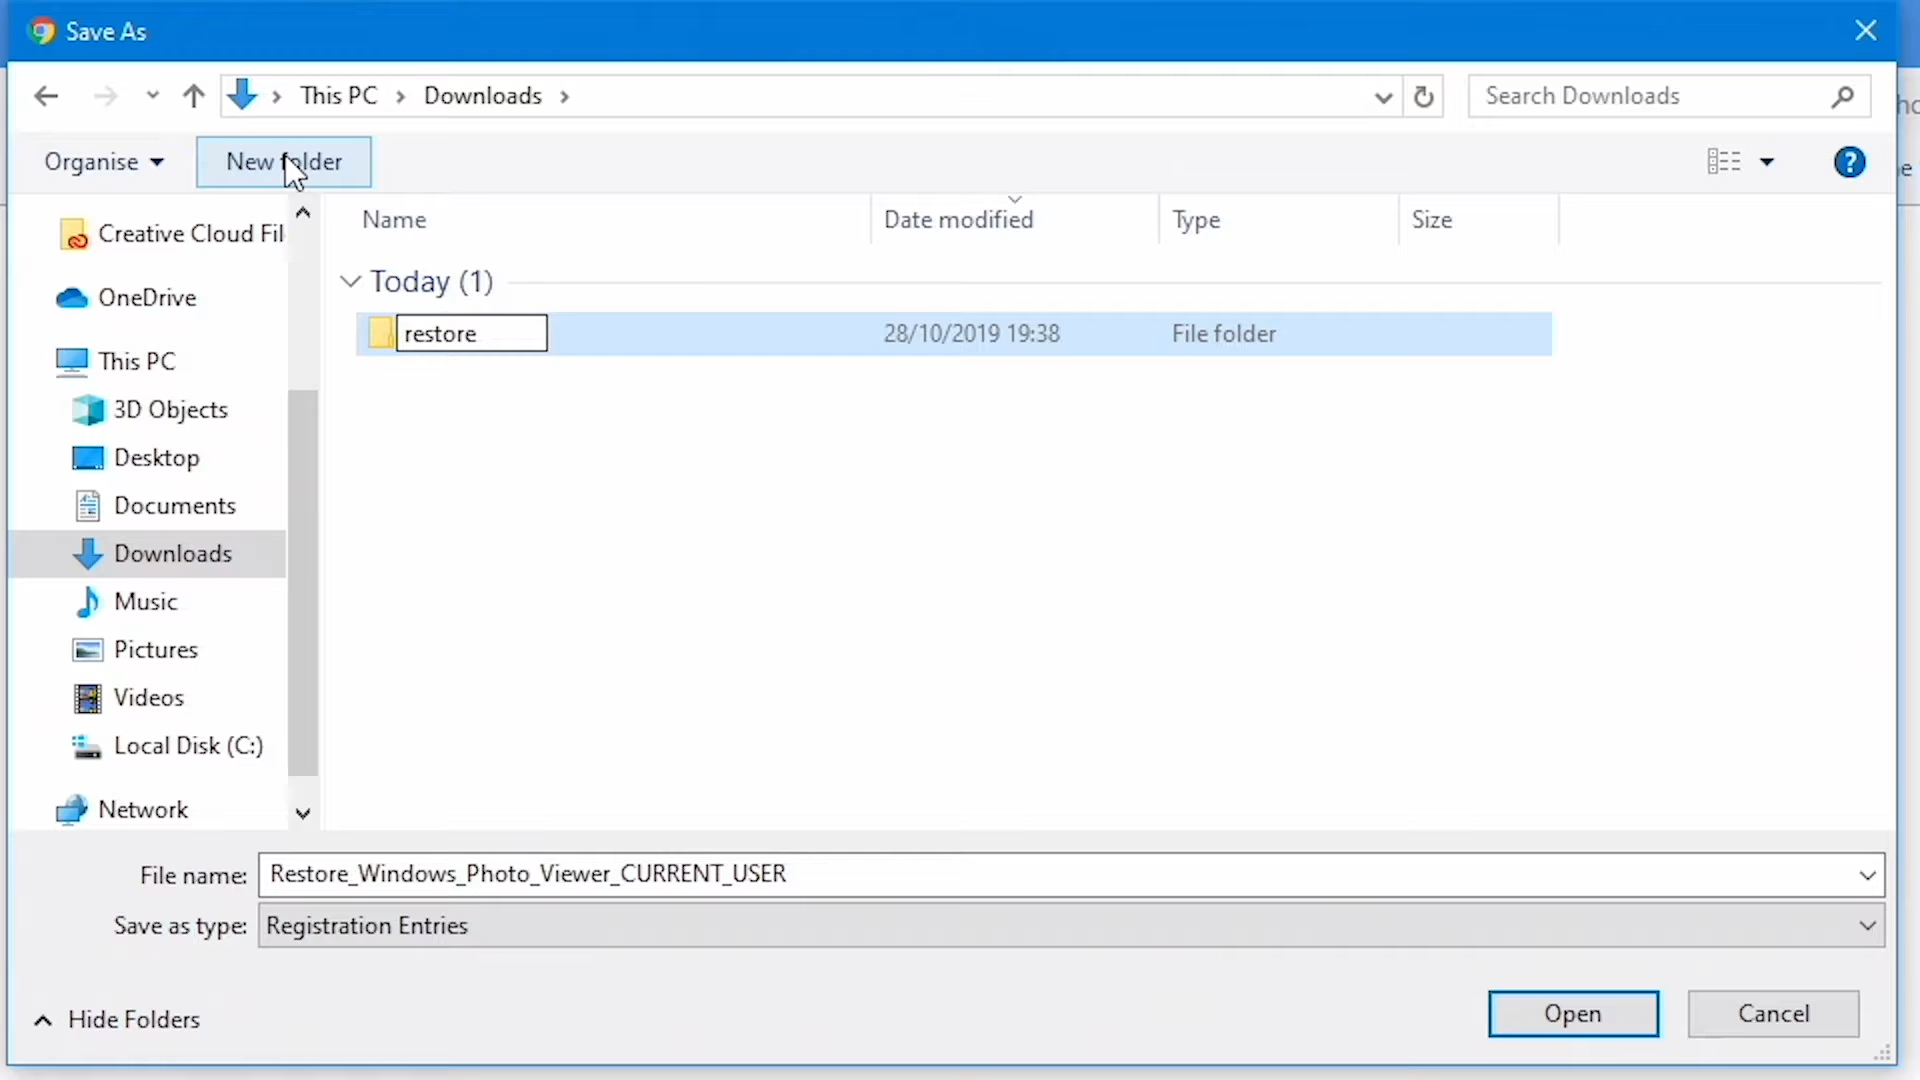 Save As
This PC
Downloads
Search Downloads
Organise
New folder
Name
Date modified
Type
Size
Today (1)
restore
28/10/2019 19:38
File folder
Creative Cloud Fil
OneDrive
This PC
3D Objects
Desktop
Documents
Downloads
Music
Pictures
Videos
Local Disk (C:)
Network
File name: Restore_Windows_Photo_Viewer_CURRENT_USER
Save as type: Registration Entries
Hide Folders
Open
Cancel